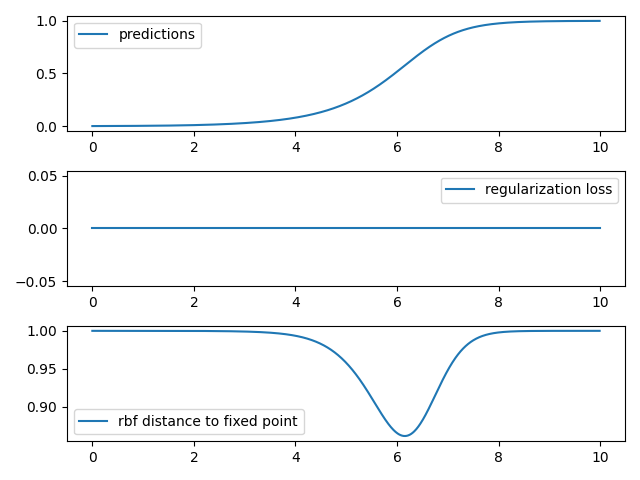 1.0
0.5
0.0
predictions
0 2 4 6 8 10
0.05
0.00
−0.05
regularization loss
0 2 4 6 8 10
1.00
0.95
0.90
rbf distance to fixed point
0 2 4 6 8 10